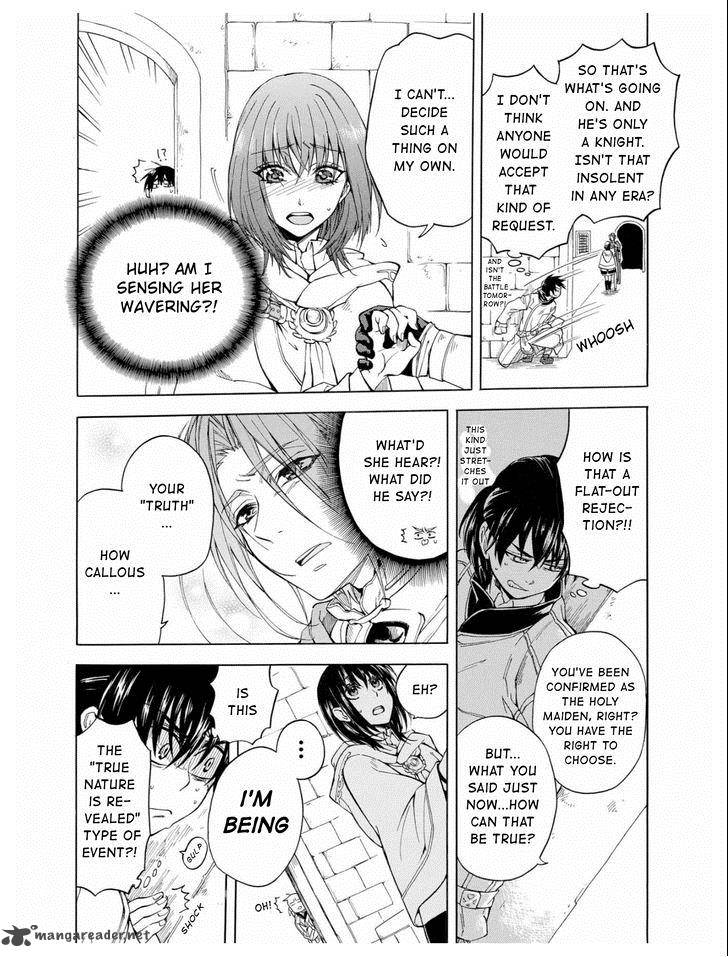 SO THAT'S
WHAT'S GOING
ON. AND
HE'S ONLY
A KNIGHT.
ISN'T THAT
INSOLENT
IN ANY ERA?
I DON'T
THINK
ANYONE
WOULD
ACCEPT
THAT
KIND OF
REQUEST.
AND
ISN'T
THE
BATTLE
TOMOR-
ROW?!
WHOOSH
I CAN'T...
DECIDE
SUCH A
THING ON
MY OWN.
!?
HUH? AM I
SENSING HER
WAVERING?!
HOW IS
THAT A
FLAT-OUT
REJEC-
TION?!!
THIS
KIND
JUST
STRET-
CHES
IT OUT
WHAT'D
SHE HEAR?!
WHAT DID
HE SAY?!
YOUR
"TRUTH"
...
HOW
CALLOUS
...
YOU'VE BEEN
CONFIRMED AS
THE HOLY
MAIDEN, RIGHT?
YOU HAVE
THE RIGHT
TO CHOOSE.
BUT...
WHAT YOU
SAID JUST
NOW...HOW
CAN THAT
BE TRUE?
EH?
...
OH!
IS
THIS
I'M
BEING
THE
"TRUE
NATURE
IS RE-
VEALED"
TYPE OF
EVENT?!
GULP
SHOCK
mangareader.net